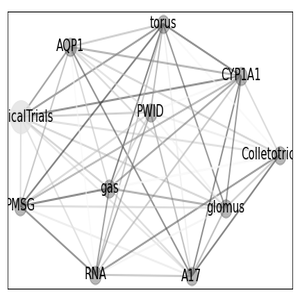 torus
AQP1
CYP1A1
icalTrials
PWID
Colletotric
gas
PMSG
glomus
RNA
A17